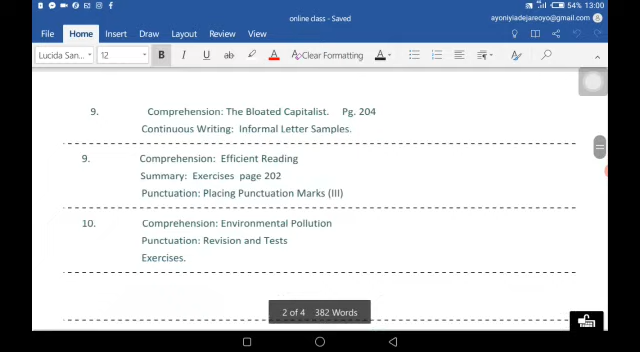 54% 13:00
online class - Saved
ayoniyiadejareoyo@gmail.com
File Home Insert Draw Layout Review View
Lucida San... 12 B I U ab A Clear Formatting A
9. Comprehension: The Bloated Capitalist. Pg. 204
Continuous Writing: Informal Letter Samples.
9. Comprehension: Efficient Reading
Summary: Exercises page 202
Punctuation: Placing Punctuation Marks (III)
10. Comprehension: Environmental Pollution
Punctuation: Revision and Tests
Exercises.
2 of 4 382 Words